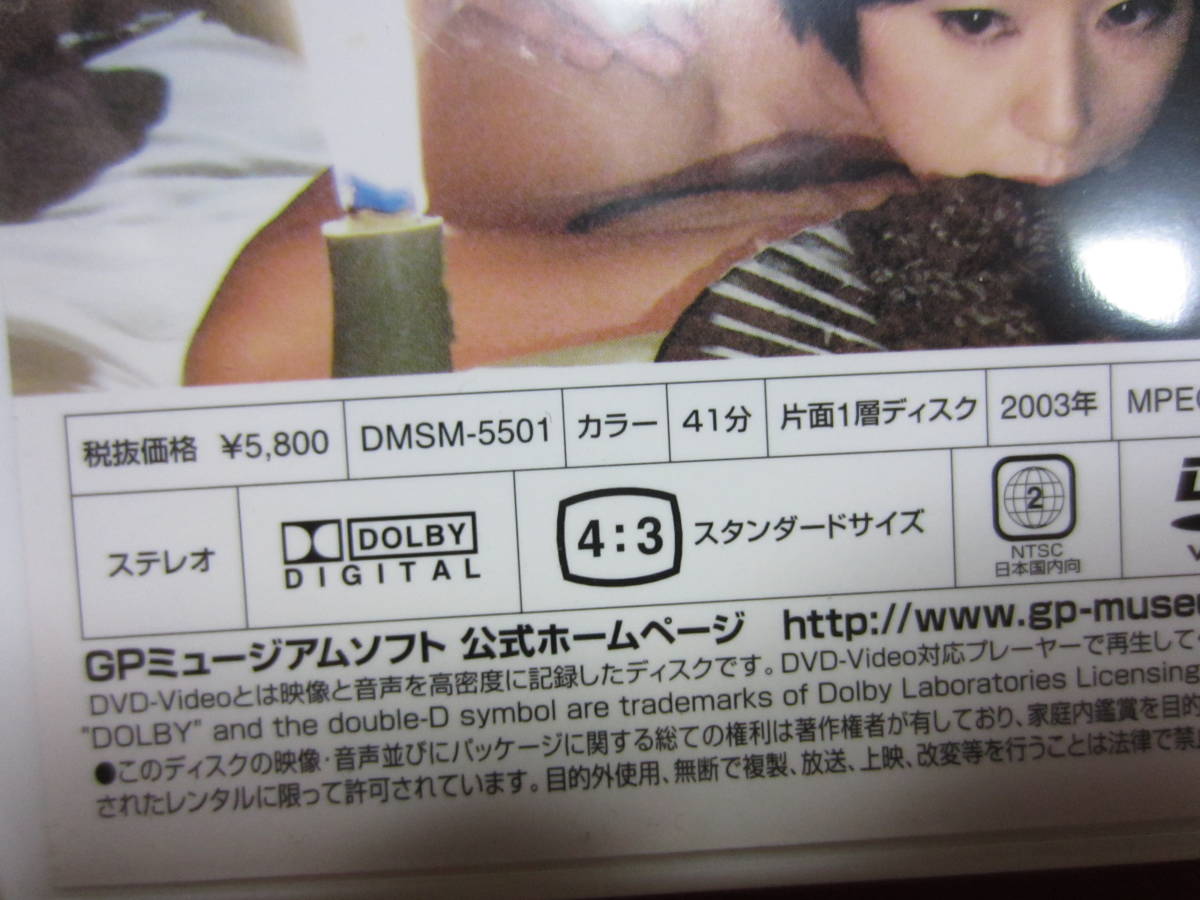 税抜価格 ¥5,800 DMSM-5501 カラー 41分 片面1層ディスク 2003年 MPEG
ステレオ DOLBY DIGITAL 4:3 スタンダードサイズ 2 NTSC 日本国内向
GPミュージアムソフト 公式ホームページ http://www.gp-muse
DVD-Videoとは映像と音声を高密度に記録したディスクです。DVD-Video対応プレーヤーで再生して
"DOLBY" and the double-D symbol are trademarks of Dolby Laboratories Licensing
●このディスクの映像・音声並びにパッケージに関する総ての権利は著作権者が有しており、家庭内鑑賞を目的
されたレンタルに限って許可されています。目的外使用、無断で複製、放送、上映、改変等を行うことは法律で禁止